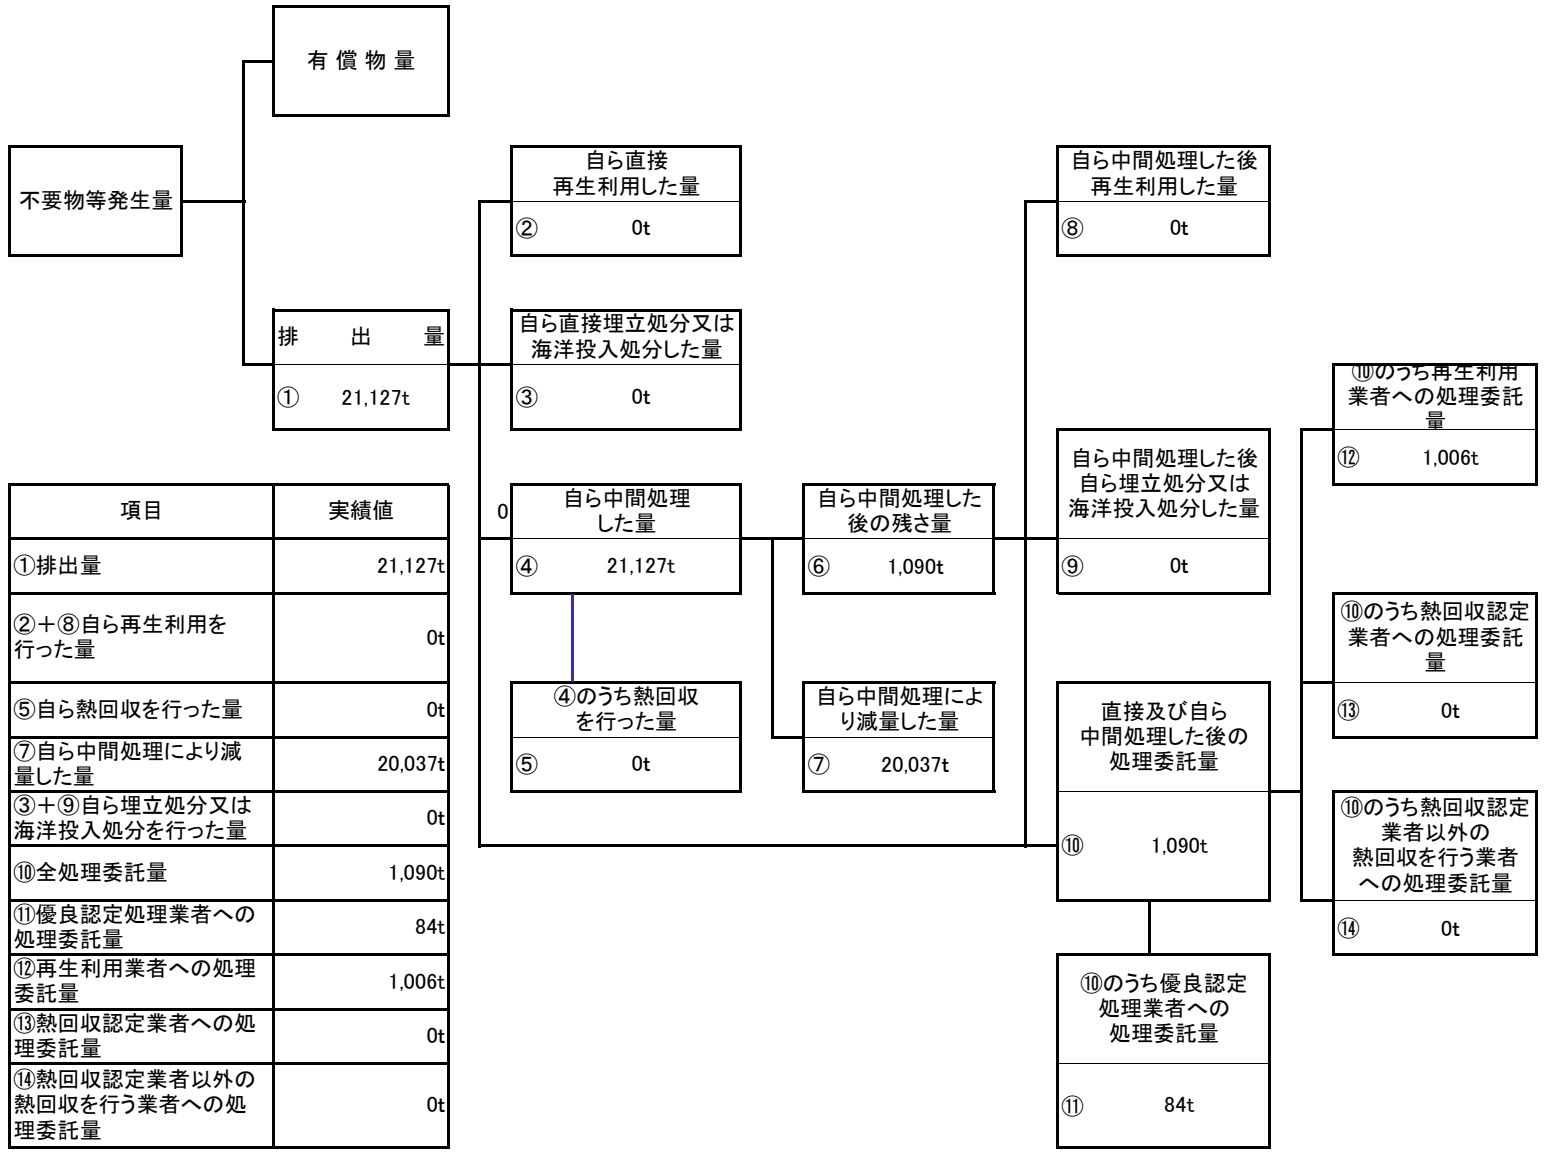 有 償 物 量
不要物等発生量
排 出 量
① 21,127t
自ら直接
再生利用した量
② 0t
自ら直接埋立処分又は
海洋投入処分した量
③ 0t
0
自ら中間処理
した量
④ 21,127t
④のうち熱回収
を行った量
⑤ 0t
自ら中間処理した
後の残さ量
⑥ 1,090t
自ら中間処理によ
り減量した量
⑦ 20,037t
自ら中間処理した後
再生利用した量
⑧ 0t
自ら中間処理した後
自ら埋立処分又は
海洋投入処分した量
⑨ 0t
直接及び自ら
中間処理した後の
処理委託量
⑩ 1,090t
⑩のうち優良認定
処理業者への
処理委託量
⑪ 84t
⑩のうち再生利用
業者への処理委託
量
⑫ 1,006t
⑩のうち熱回収認定
業者への処理委託
量
⑬ 0t
⑩のうち熱回収認定
業者以外の
熱回収を行う業者
への処理委託量
⑭ 0t
項目 実績値
①排出量 21,127t
②＋⑧自ら再生利用を
行った量 0t
⑤自ら熱回収を行った量 0t
⑦自ら中間処理により減
量した量 20,037t
③＋⑨自ら埋立処分又は
海洋投入処分を行った量 0t
⑩全処理委託量 1,090t
⑪優良認定処理業者への
処理委託量 84t
⑫再生利用業者への処理
委託量 1,006t
⑬熱回収認定業者への処
理委託量 0t
⑭熱回収認定業者以外の
熱回収を行う業者への処
理委託量 0t